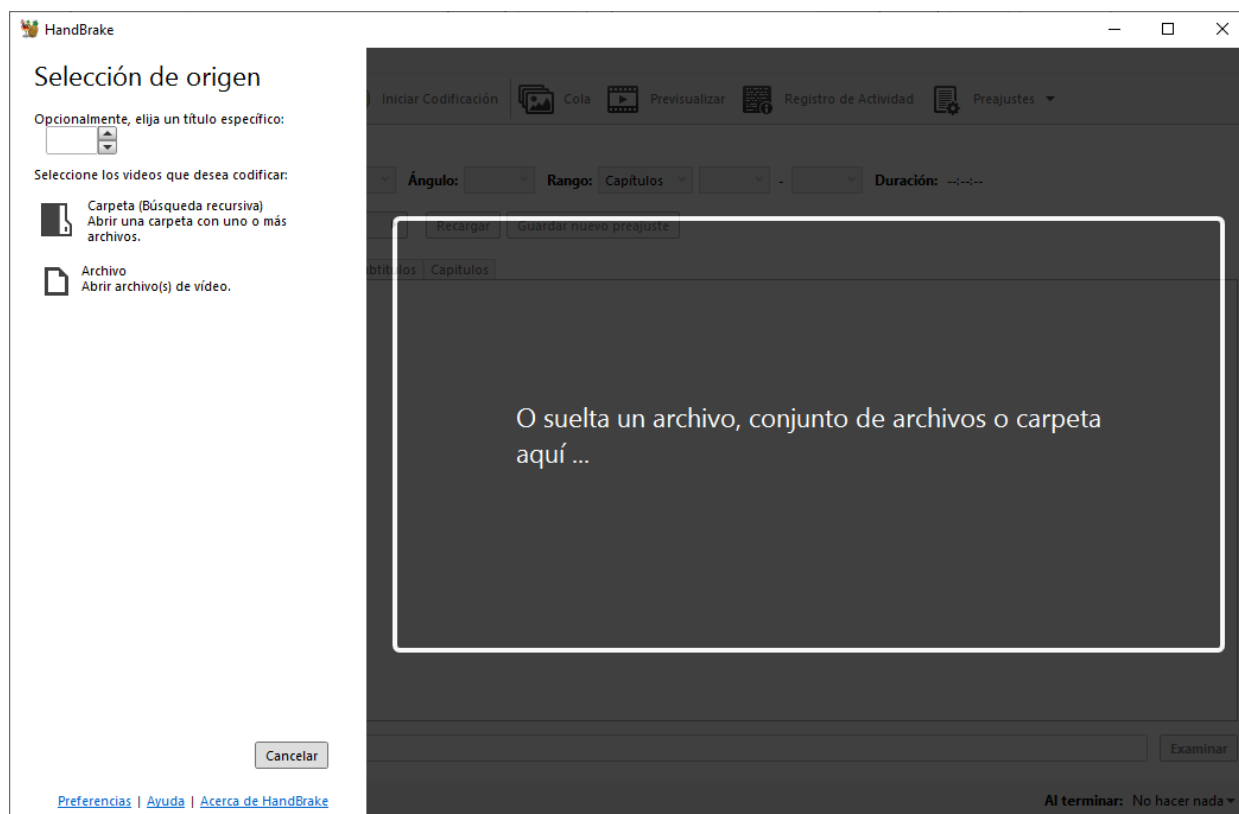 HandBrake
Selección de origen
Opcionalmente, elija un título específico:
Seleccione los videos que desea codificar:
Carpeta (Búsqueda recursiva)
Abrir una carpeta con uno o más
archivos.
Archivo
Abrir archivo(s) de vídeo.
Cancelar
Preferencias | Ayuda | Acerca de HandBrake
Iniciar Codificación
Cola
Previsualizar
Registro de Actividad
Preajustes
Ángulo:
Rango: Capítulos
-
Duración: --:--:--
Recargar
Guardar nuevo preajuste
Capitulos
O suelta un archivo, conjunto de archivos o carpeta
aquí ...
Examinar
Al terminar: No hacer nada